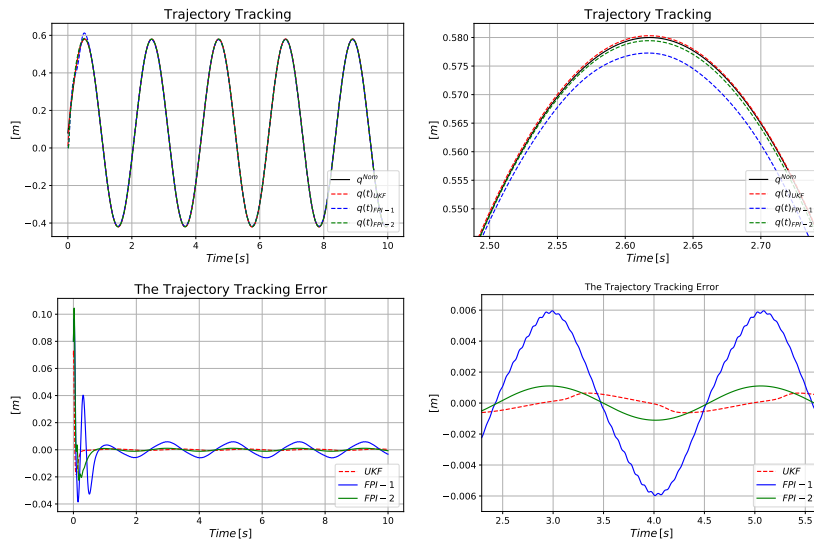 Trajectory Tracking
[m]
0.6
0.4
0.2
0.0
−0.2
−0.4
0
2
4
6
8
10
Time [s]
q^Nom
q(t)_UKF
q(t)_FPI−1
q(t)_FPI−2
Trajectory Tracking
[m]
0.580
0.575
0.570
0.565
0.560
0.555
0.550
2.50
2.55
2.60
2.65
2.70
Time [s]
q^Nom
q(t)_UKF
q(t)_FPI−1
q(t)_FPI−2
The Trajectory Tracking Error
[m]
0.10
0.08
0.06
0.04
0.02
0.00
−0.02
−0.04
0
2
4
6
8
10
Time [s]
UKF
FPI − 1
FPI − 2
The Trajectory Tracking Error
[m]
0.006
0.004
0.002
0.000
−0.002
−0.004
−0.006
2.5
3.0
3.5
4.0
4.5
5.0
5.5
Time [s]
UKF
FPI − 1
FPI − 2